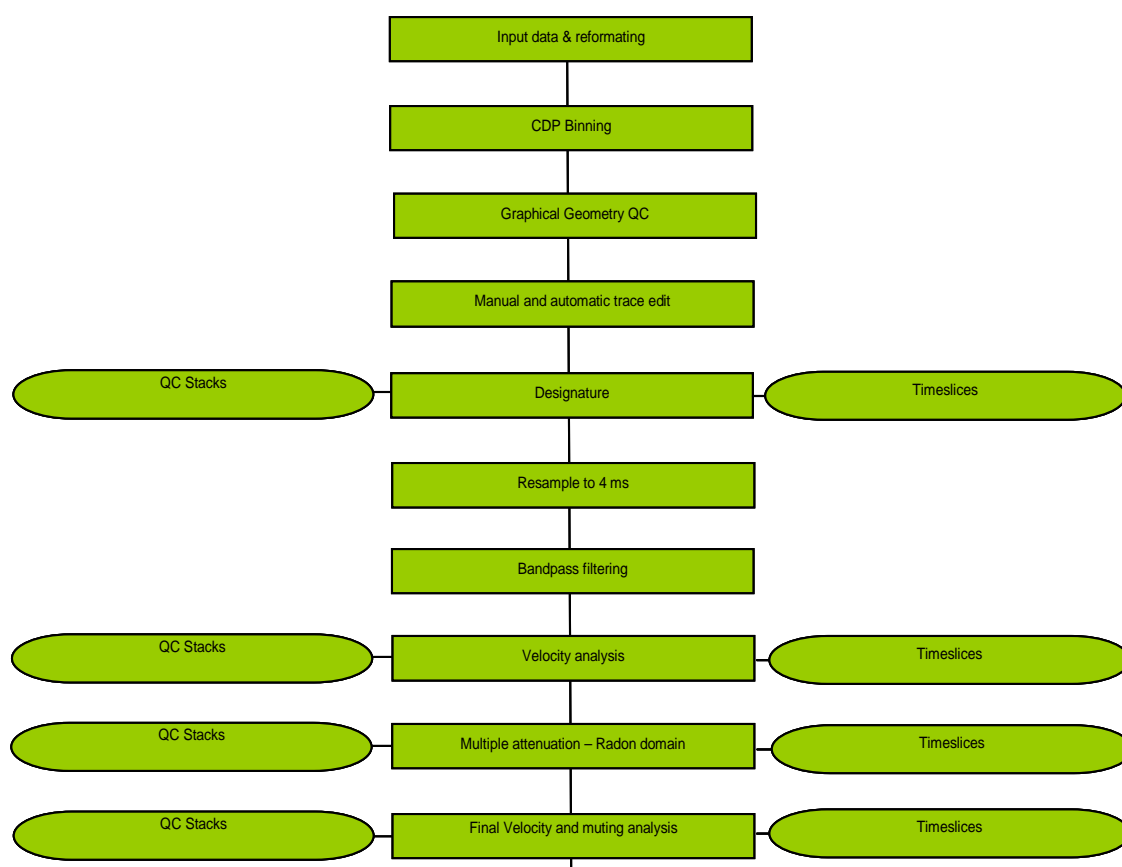 Input data & reformating
CDP Binning
Graphical Geometry QC
Manual and automatic trace edit
QC Stacks
Designature
Timeslices
Resample to 4 ms
Bandpass filtering
QC Stacks
Velocity analysis
Timeslices
QC Stacks
Multiple attenuation – Radon domain
Timeslices
QC Stacks
Final Velocity and muting analysis
Timeslices